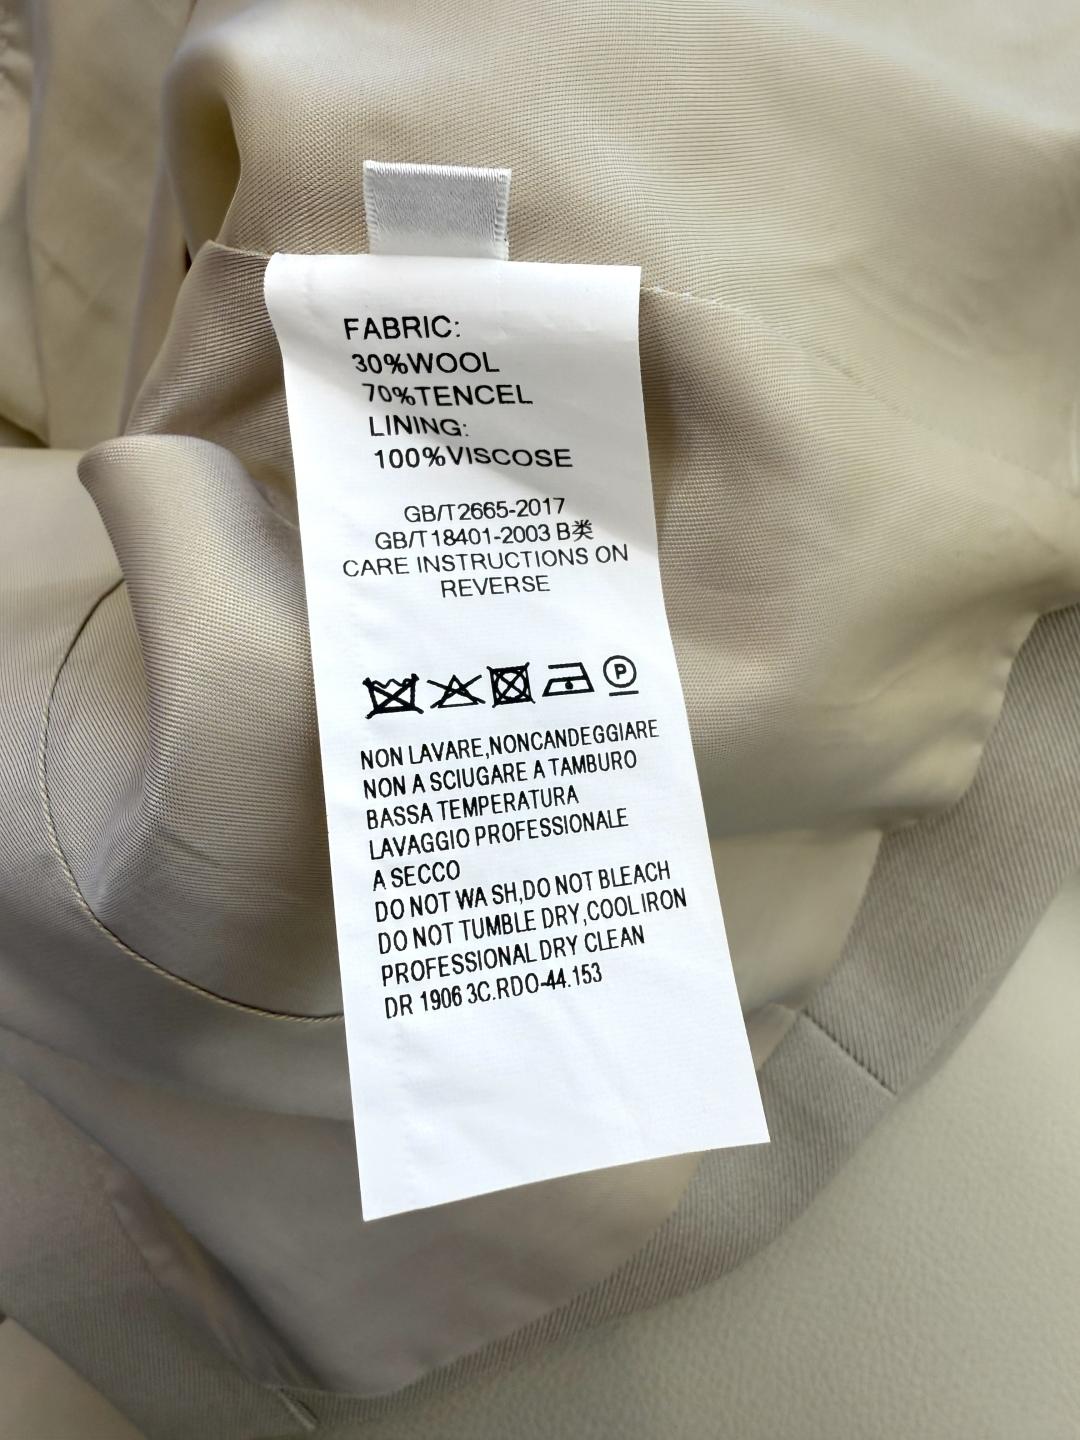 FABRIC:
30%WOOL
70%TENCEL
LINING:
100%VISCOSE
GB/T2665-2017
GB/T18401-2003 B类
CARE INSTRUCTIONS ON
REVERSE
P
NON LAVARE,NONCANDEGGIARE
NON A SCIUGARE A TAMBURO
BASSA TEMPERATURA
LAVAGGIO PROFESSIONALE
A SECCO
DO NOT WA SH,DO NOT BLEACH
DO NOT TUMBLE DRY,COOL IRON
PROFESSIONAL DRY CLEAN
DR 1906 3C.RDO-44.153